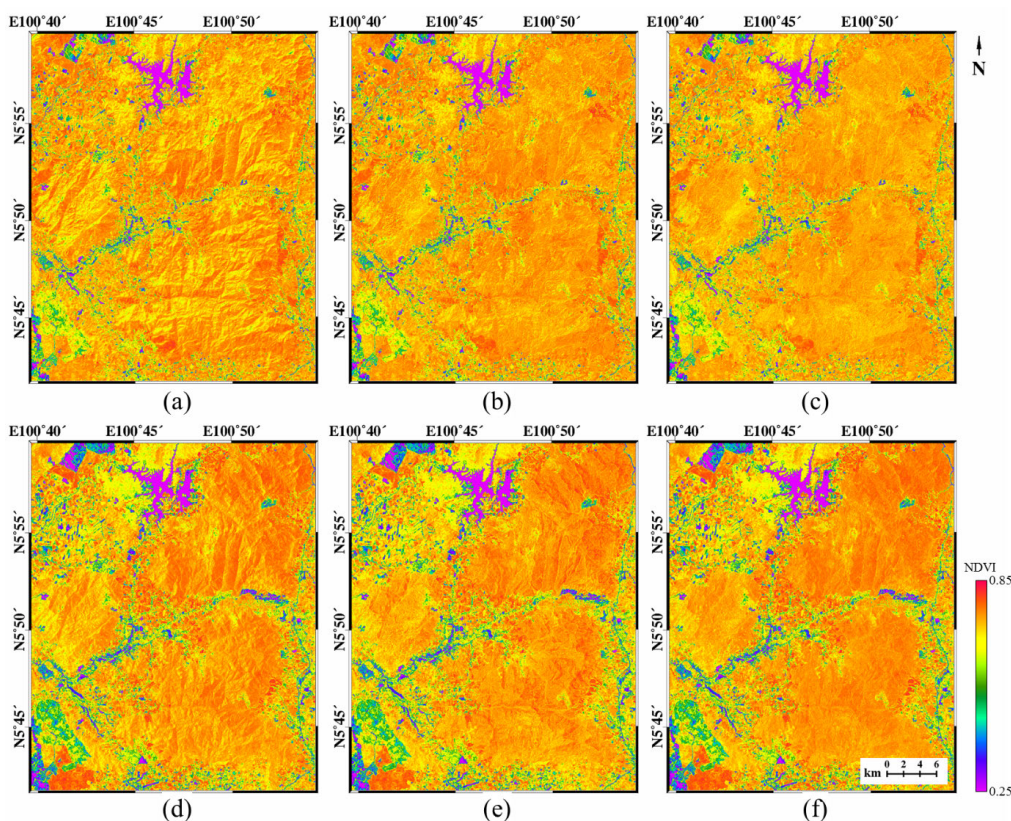 E100°40′ E100°45′ E100°50′ E100°40′ E100°45′ E100°50′ E100°40′ E100°45′ E100°50′
N
N5°55′ N5°55′ N5°55′
N5°50′ N5°50′ N5°50′
N5°45′ N5°45′ N5°45′
(a) (b) (c)
E100°40′ E100°45′ E100°50′ E100°40′ E100°45′ E100°50′ E100°40′ E100°45′ E100°50′
N5°55′ N5°55′ N5°55′
NDVI
0.85
N5°50′ N5°50′ N5°50′
N5°45′ N5°45′ N5°45′
0 2 4 6
km
0.25
(d) (e) (f)